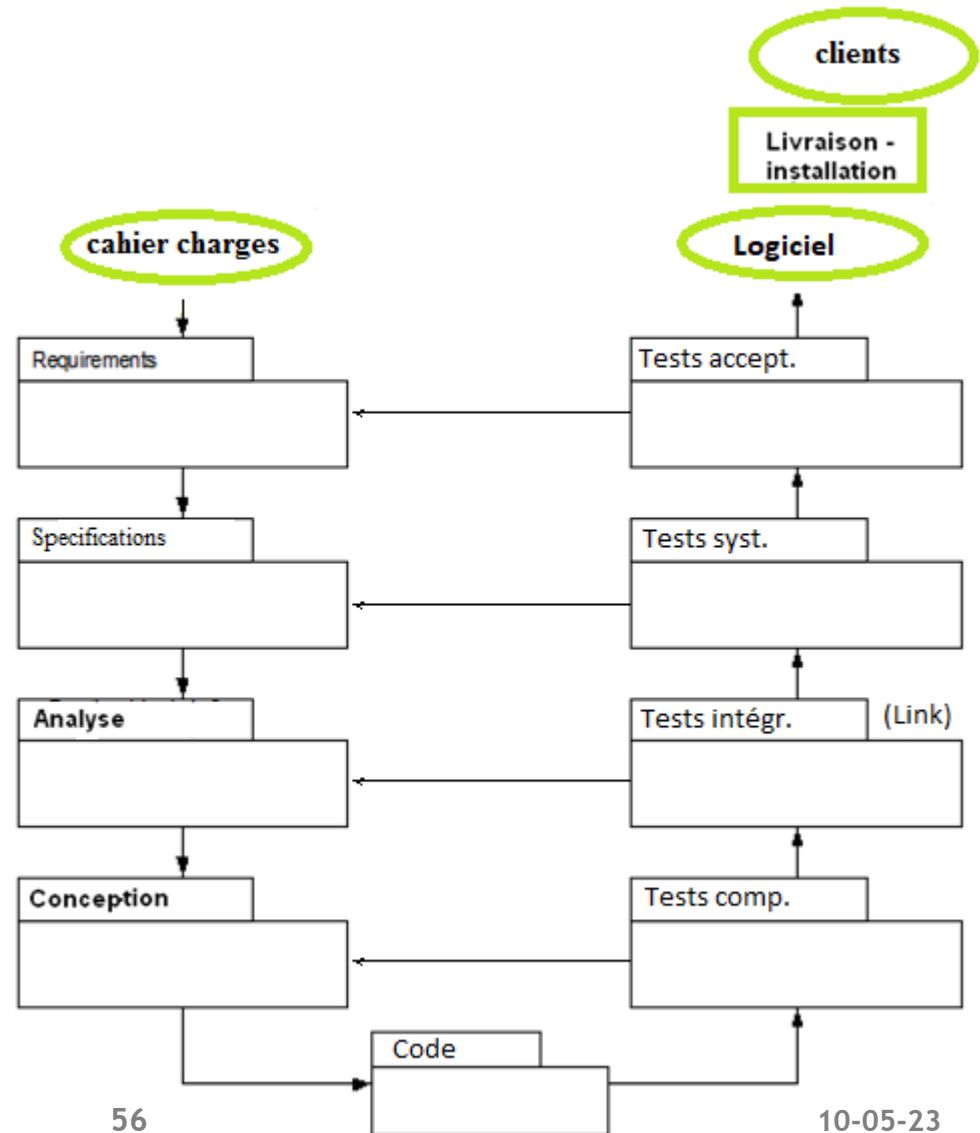 clients
Livraison -
installation
cahier charges
Logiciel
Requirements
Tests accept.
Specifications
Tests syst.
Analyse
Tests intégr.
(Link)
Conception
Tests comp.
Code
56
10-05-23